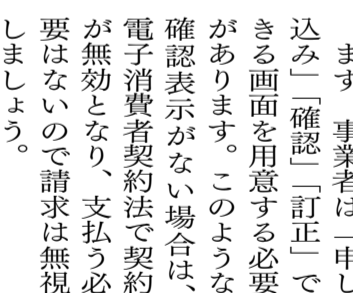 まず、事業者は「申し
込み」「確認」「訂正」で
きる画面を用意する必要
があります。このような
確認表示がない場合は、
電子消費者契約法で契約
が無効となり、支払う必
要はないので請求は無視
しましょう。